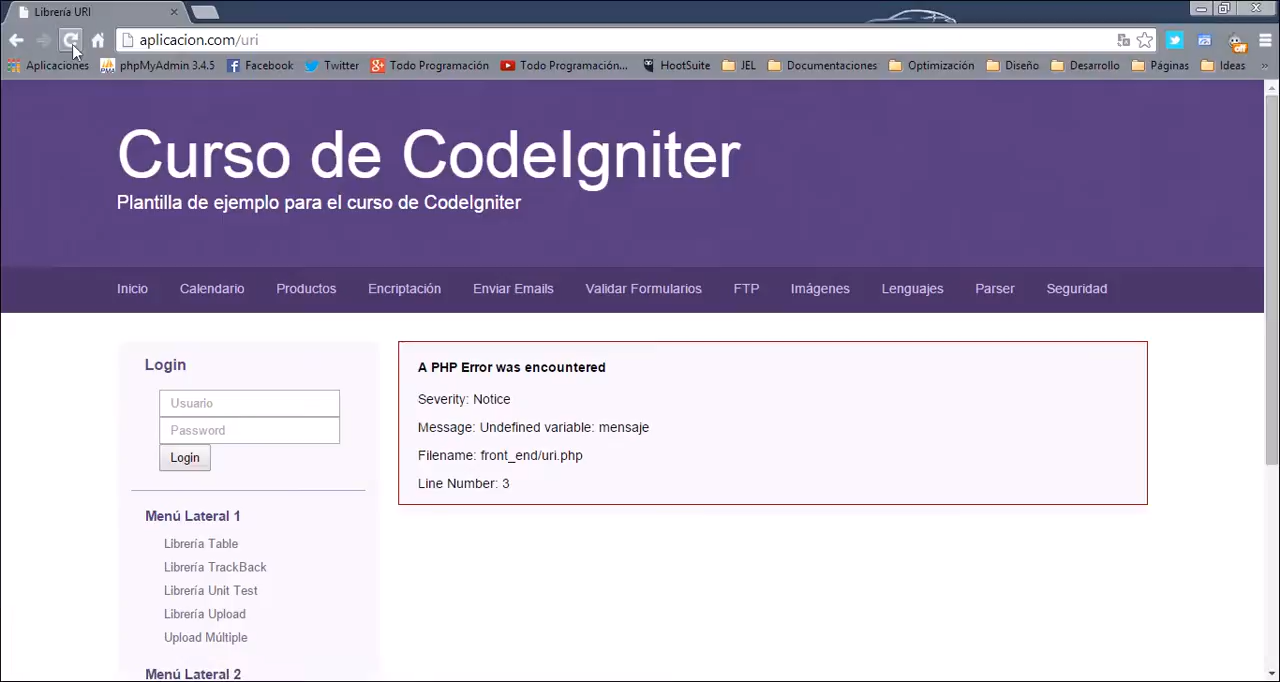 Librería URI
aplicacion.com/uri
Aplicaciones phpMyAdmin 3.4.5 Facebook Twitter Todo Programación Todo Programación... HootSuite JEL Documentaciones Optimización Diseño Desarrollo Páginas Ideas »
off
Curso de CodeIgniter
Plantilla de ejemplo para el curso de CodeIgniter
Inicio Calendario Productos Encriptación Enviar Emails Validar Formularios FTP Imágenes Lenguajes Parser Seguridad
Login
Usuario
Password
Login
Menú Lateral 1
Librería Table
Librería TrackBack
Librería Unit Test
Librería Upload
Upload Múltiple
Menú Lateral 2
A PHP Error was encountered
Severity: Notice
Message: Undefined variable: mensaje
Filename: front_end/uri.php
Line Number: 3